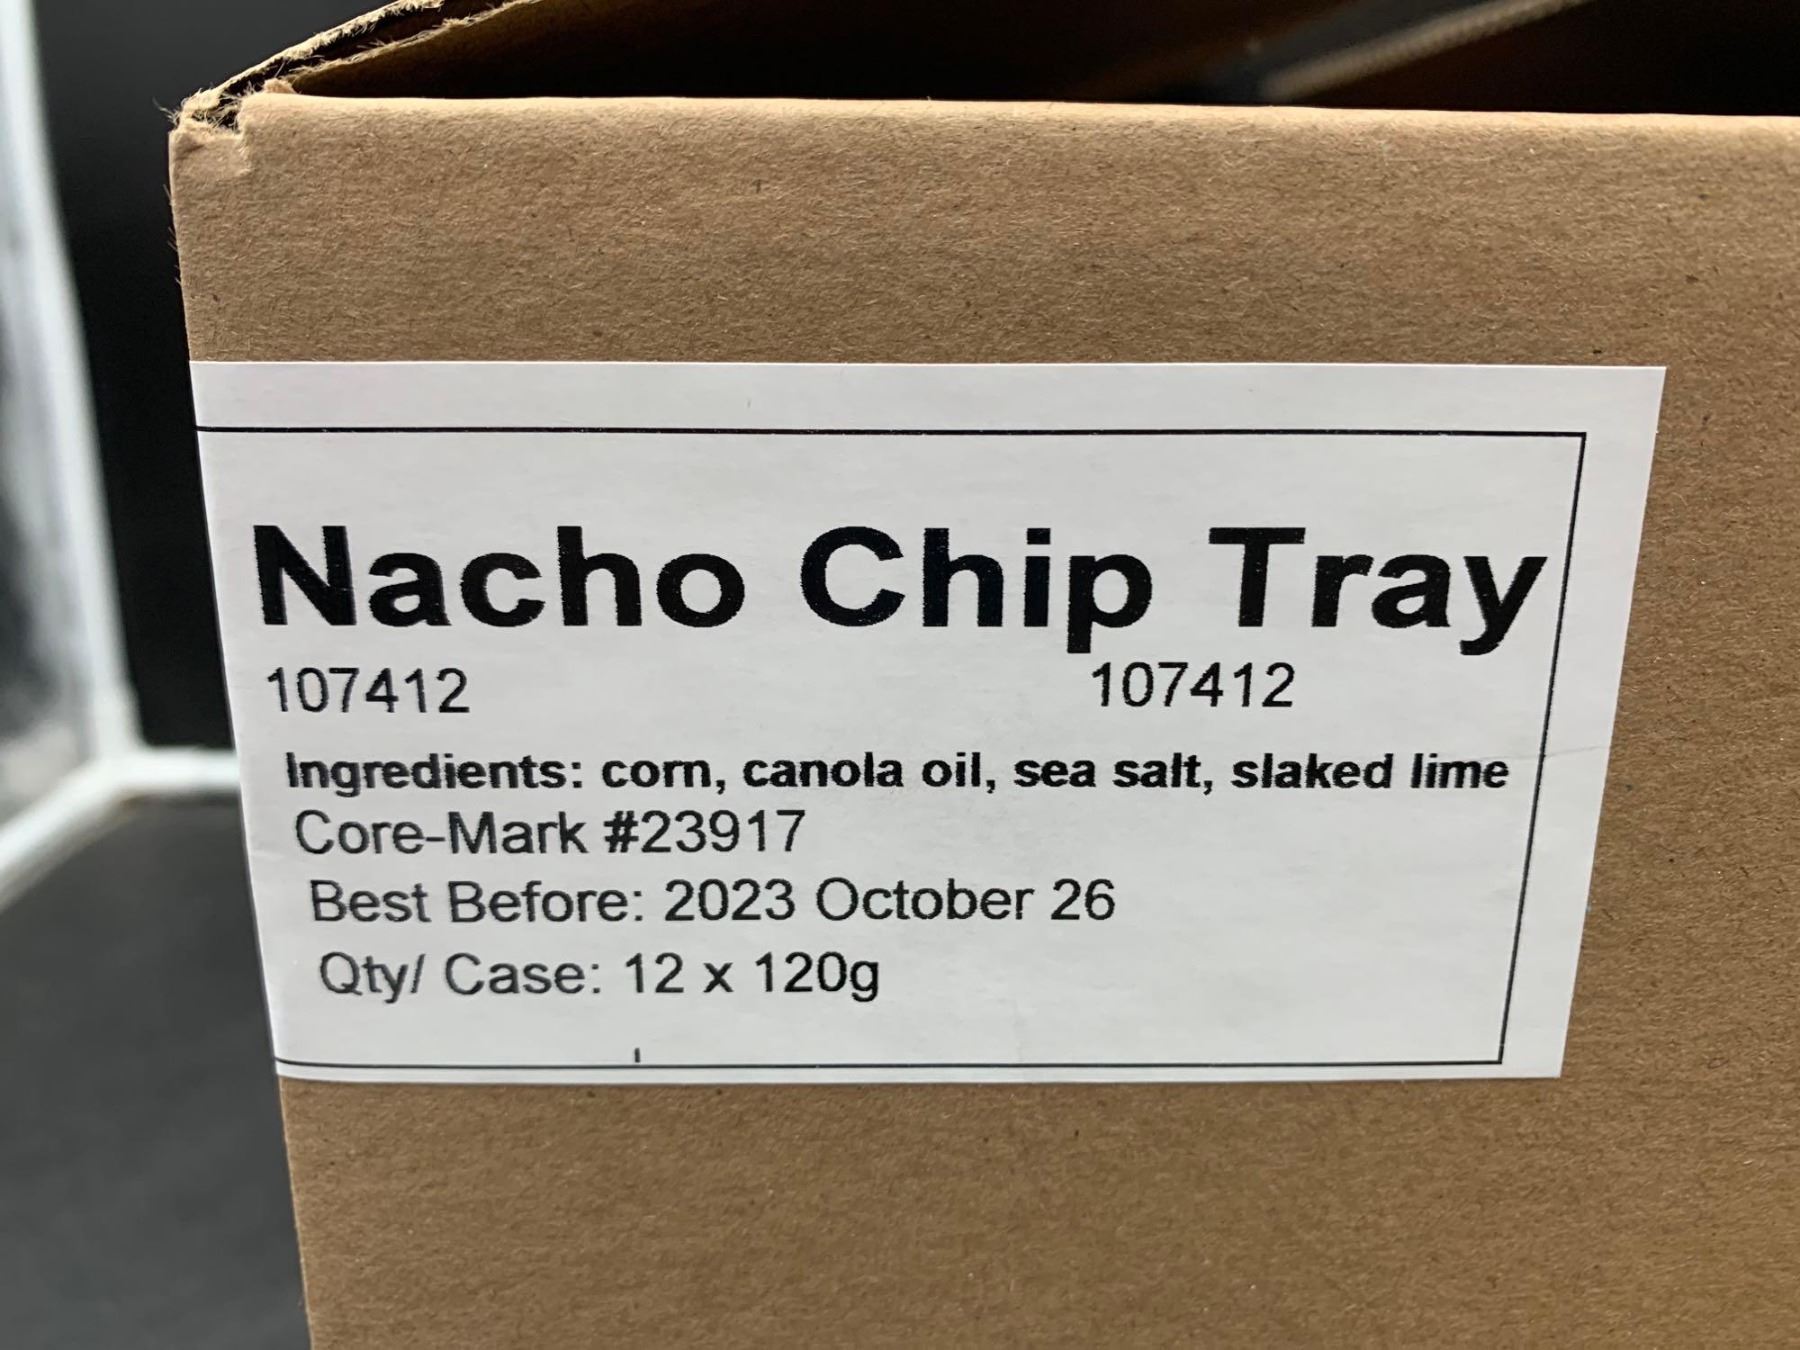 Nacho Chip Tray
107412 107412
Ingredients: corn, canola oil, sea salt, slaked lime
Core-Mark #23917
Best Before: 2023 October 26
Qty/ Case: 12 x 120g